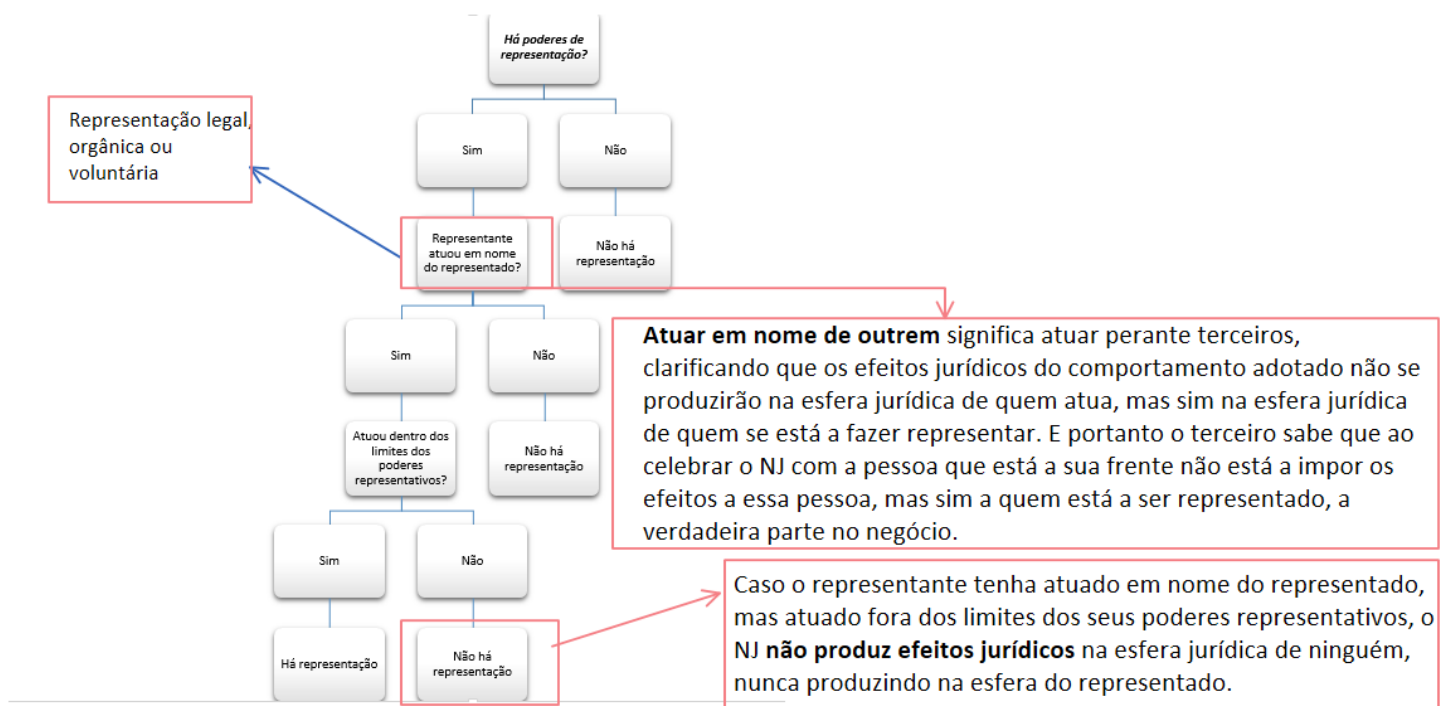 Há poderes de
representação?
Representação legal,
orgânica ou
voluntária
Sim
Não
Representante
atuou em nome
do representado?
Não há
representação
Atuar em nome de outrem significa atuar perante terceiros,
clarificando que os efeitos jurídicos do comportamento adotado não se
produzirão na esfera jurídica de quem atua, mas sim na esfera jurídica
de quem se está a fazer representar. E portanto o terceiro sabe que ao
celebrar o NJ com a pessoa que está a sua frente não está a impor os
efeitos a essa pessoa, mas sim a quem está a ser representado, a
verdadeira parte no negócio.
Sim
Não
Atuou dentro dos
limites dos
poderes
representativos?
Não há
representação
Sim
Não
Há representação
Não há
representação
Caso o representante tenha atuado em nome do representado,
mas atuado fora dos limites dos seus poderes representativos, o
NJ não produz efeitos jurídicos na esfera jurídica de ninguém,
nunca produzindo na esfera do representado.